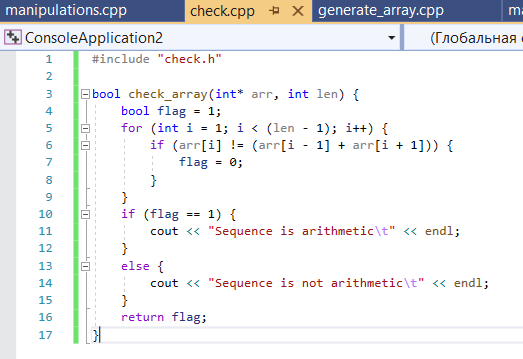 manipulations.cpp check.cpp generate_array.cpp ma
ConsoleApplication2 (Глобальная о
1 #include "check.h"
2
3 bool check_array(int* arr, int len) {
4 bool flag = 1;
5 for (int i = 1; i < (len - 1); i++) {
6 if (arr[i] != (arr[i - 1] + arr[i + 1])) {
7 flag = 0;
8 }
9 }
10 if (flag == 1) {
11 cout << "Sequence is arithmetic\t" << endl;
12 }
13 else {
14 cout << "Sequence is not arithmetic\t" << endl;
15 }
16 return flag;
17 }